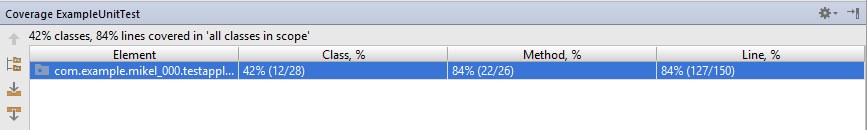 Coverage ExampleUnitTest
42% classes, 84% lines covered in 'all classes in scope'
Element Class, % Method, % Line, %
com.example.mikel_000.testappl... 42% (12/28) 84% (22/26) 84% (127/150)